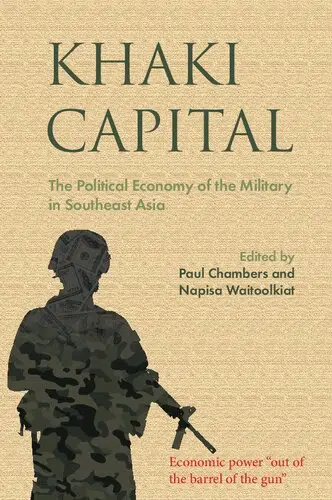 KHAKI
CAPITAL
The Political Economy of the Military
in Southeast Asia
Edited by
Paul Chambers and
Napisa Waitoolkiat
Economic power “out of
the barrel of the gun”